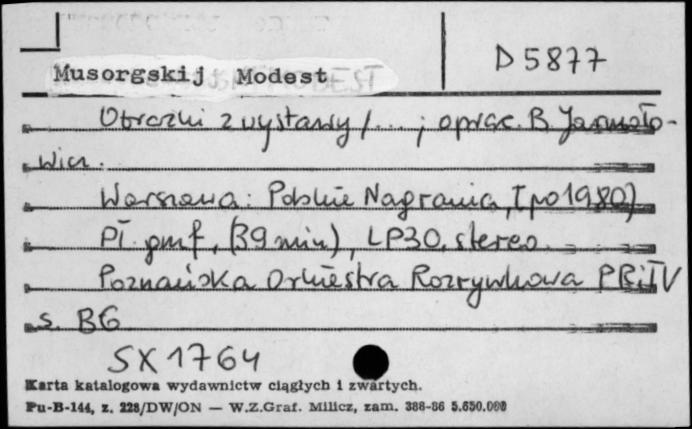 D 5877
Musorgskij Modest
Obrazki z wystawy / ... ; oprac. B. Jarmoło-
wicz.
Warszawa: Polskie Nagrania, [po 1980]
Pł. gmf. (39 min), LP30, stereo
Poznańska Orkiestra Rozrywkowa PRiTV
s. BG
SX 1764
Karta katalogowa wydawnictw ciągłych i zwartych.
Pu-B-144, z. 228/DW/ON — W.Z.Graf. Milicz, zam. 388-86 5.650.000